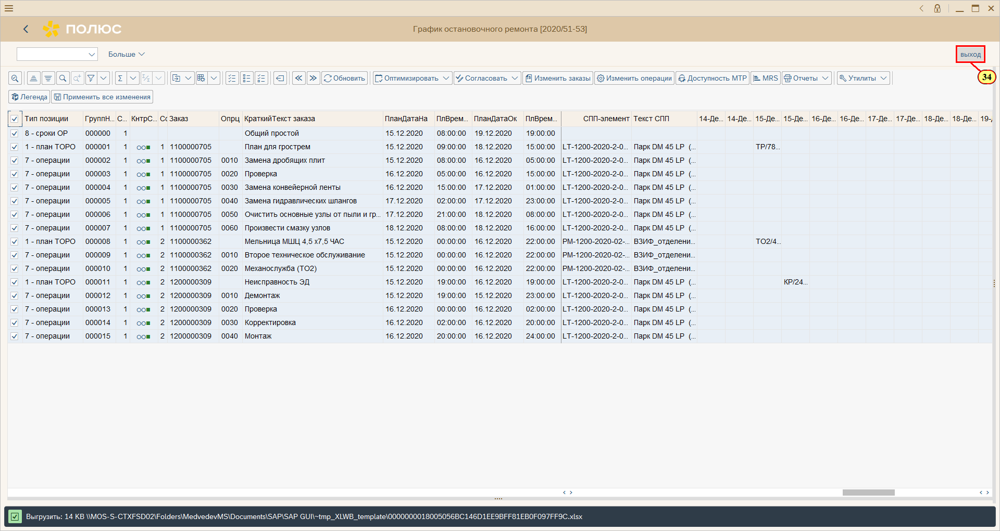 ПОЛЮС
График остановочного ремонта [2020/51-53]
Больше
выход
34
Обновить Оптимизировать Согласовать Изменить заказы Изменить операции Доступность МТР MRS Отчеты Утилиты
Легенда Применить все изменения
Тип позиции ГруппН... С... КнтрС... Сс Заказ Опрц КраткийТекст заказа ПланДатаНа ПлВрем... ПланДатаОк ПлВрем... СПП-элемент Текст СПП 14-Де... 14-Де... 15-Де... 15-Де... 16-Де... 16-Де... 17-Де... 17-Де... 18-Де... 18-Де... 19-Д
8 - сроки ОР 000000 1 Общий простой 15.12.2020 08:00:00 19.12.2020 19:00:00
1 - план ТОРО 000001 1 1 1100000705 План для грострем 15.12.2020 09:00:00 18.12.2020 15:00:00 LT-1200-2020-2-0... Парк DM 45 LP (... ТР/78...
7 - операции 000002 1 1 1100000705 0010 Замена дробящих плит 15.12.2020 08:00:00 16.12.2020 05:00:00 LT-1200-2020-2-0... Парк DM 45 LP (...
7 - операции 000003 1 1 1100000705 0020 Проверка 16.12.2020 05:00:00 16.12.2020 15:00:00 LT-1200-2020-2-0... Парк DM 45 LP (...
7 - операции 000004 1 1 1100000705 0030 Замена конвейерной ленты 16.12.2020 15:00:00 17.12.2020 01:00:00 LT-1200-2020-2-0... Парк DM 45 LP (...
7 - операции 000005 1 1 1100000705 0040 Замена гидравлических шлангов 17.12.2020 02:00:00 17.12.2020 23:00:00 LT-1200-2020-2-0... Парк DM 45 LP (...
7 - операции 000006 1 1 1100000705 0050 Очистить основные узлы от пыли и гр... 17.12.2020 21:00:00 18.12.2020 08:00:00 LT-1200-2020-2-0... Парк DM 45 LP (...
7 - операции 000007 1 1 1100000705 0060 Произвести смазку узлов 18.12.2020 08:00:00 18.12.2020 16:00:00 LT-1200-2020-2-0... Парк DM 45 LP (...
1 - план ТОРО 000008 1 2 1100000362 Мельница МШЦ 4,5 х7,5 ЧАС 15.12.2020 00:00:00 16.12.2020 22:00:00 PM-1200-2020-02-... ВЗИФ_отделени... ТО2/4...
7 - операции 000009 1 2 1100000362 0010 Второе техническое обслуживание 15.12.2020 00:00:00 16.12.2020 22:00:00 PM-1200-2020-02-... ВЗИФ_отделени...
7 - операции 000010 1 2 1100000362 0020 Механослужба (ТО2) 15.12.2020 00:00:00 16.12.2020 22:00:00 PM-1200-2020-02-... ВЗИФ_отделени...
1 - план ТОРО 000011 1 2 1200000309 Неисправность ЭД 15.12.2020 19:00:00 16.12.2020 19:00:00 LT-1200-2020-2-0... Парк DM 45 LP (... КР/24...
7 - операции 000012 1 2 1200000309 0010 Демонтаж 15.12.2020 19:00:00 15.12.2020 23:00:00 LT-1200-2020-2-0... Парк DM 45 LP (...
7 - операции 000013 1 2 1200000309 0020 Проверка 16.12.2020 00:00:00 16.12.2020 02:00:00 LT-1200-2020-2-0... Парк DM 45 LP (...
7 - операции 000014 1 2 1200000309 0030 Корректировка 16.12.2020 02:00:00 16.12.2020 20:00:00 LT-1200-2020-2-0... Парк DM 45 LP (...
7 - операции 000015 1 2 1200000309 0040 Монтаж 16.12.2020 20:00:00 16.12.2020 24:00:00 LT-1200-2020-2-0... Парк DM 45 LP (...
Выгрузить: 14 KB \\MOS-S-CTXFSD02\Folders\MedvedevMS\Documents\SAP\SAP GUI\~tmp_XLWB_template\0000000018005056BC146D1EE9BFF81EB0F097FF9C.xlsx